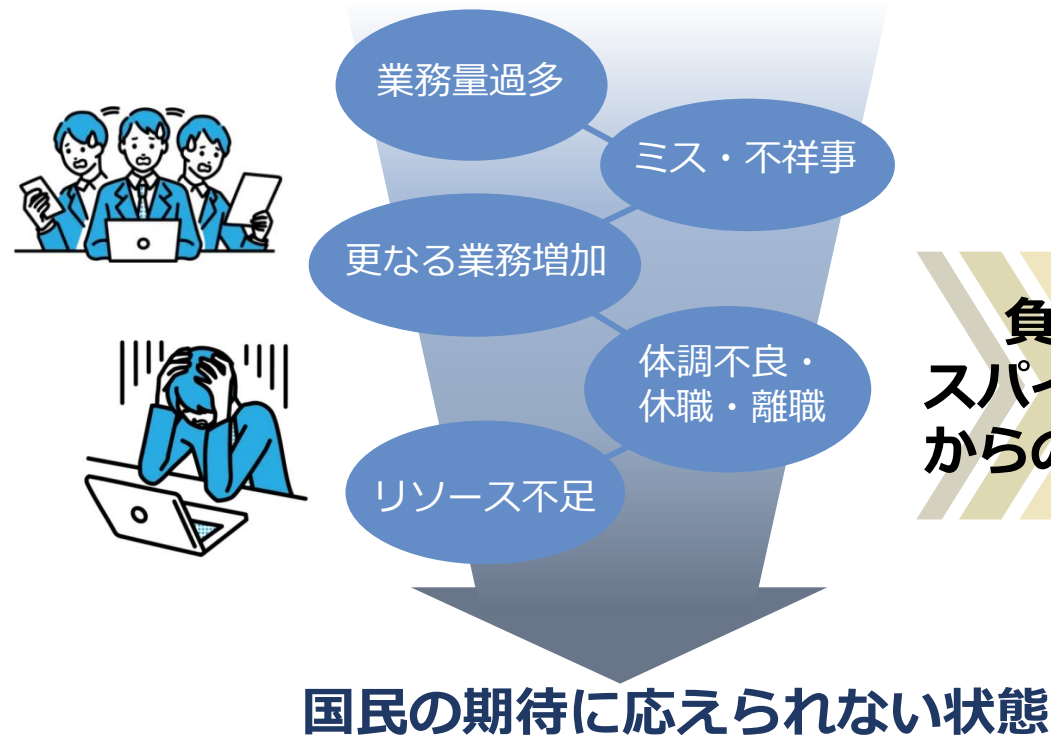 業務量過多
ミス・不祥事
更なる業務増加
体調不良・
休職・離職
リソース不足
負
スパイ
からの
国民の期待に応えられない状態